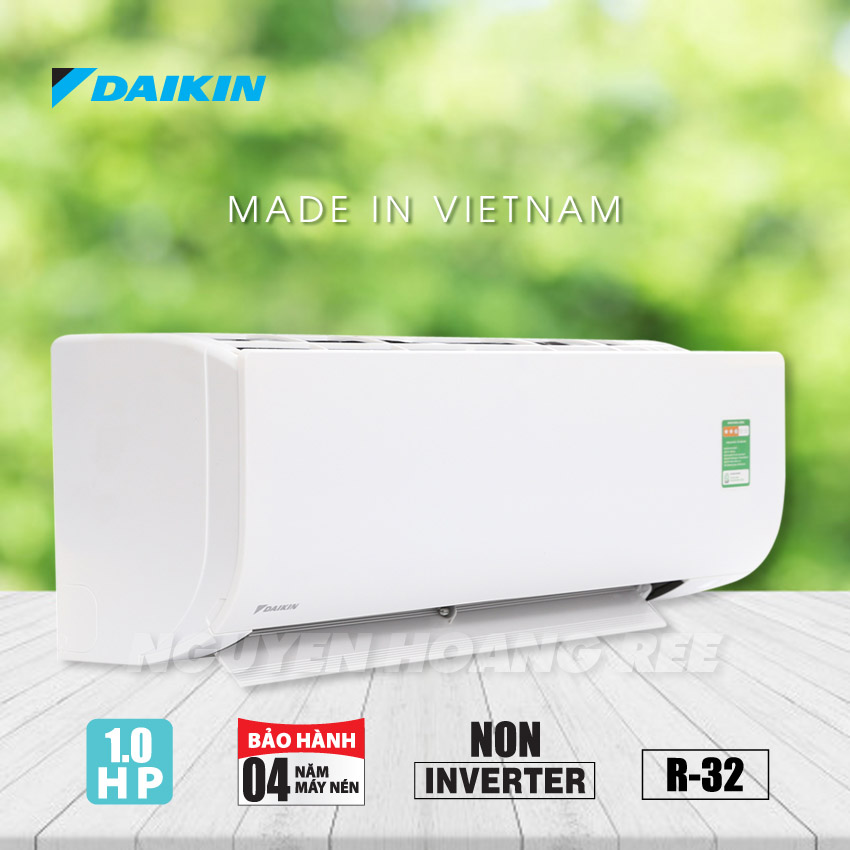 DAIKIN
MADE IN VIETNAM
DAIKIN
NGUYEN HOANG REE
1.0
HP
BẢO HÀNH
04 NĂM
MÁY NÉN
NON
INVERTER
R-32